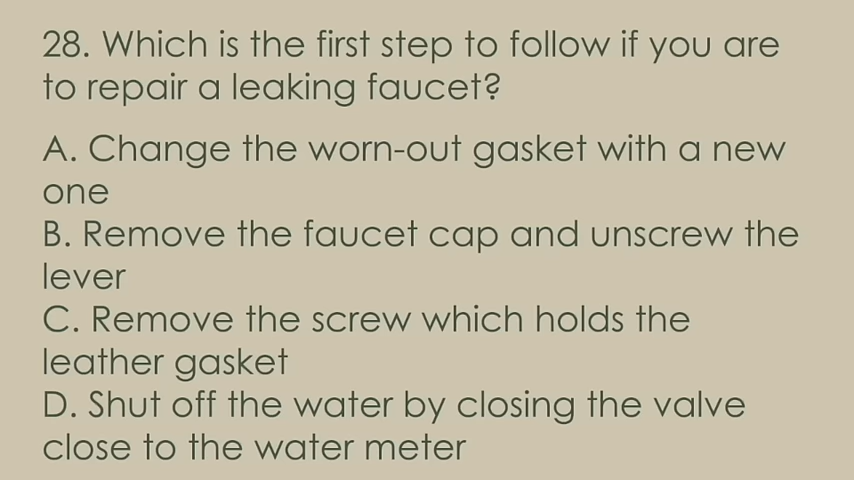 28. Which is the first step to follow if you are
to repair a leaking faucet?
A. Change the worn-out gasket with a new
one
B. Remove the faucet cap and unscrew the
lever
C. Remove the screw which holds the
leather gasket
D. Shut off the water by closing the valve
close to the water meter